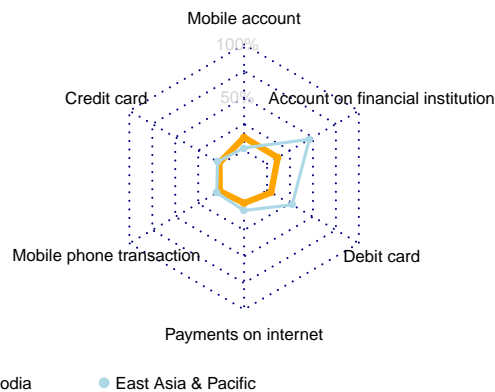 Mobile account
100%
Credit card
50%
Account on financial institution
Mobile phone transaction
Debit card
Payments on internet
odia
East Asia & Pacific